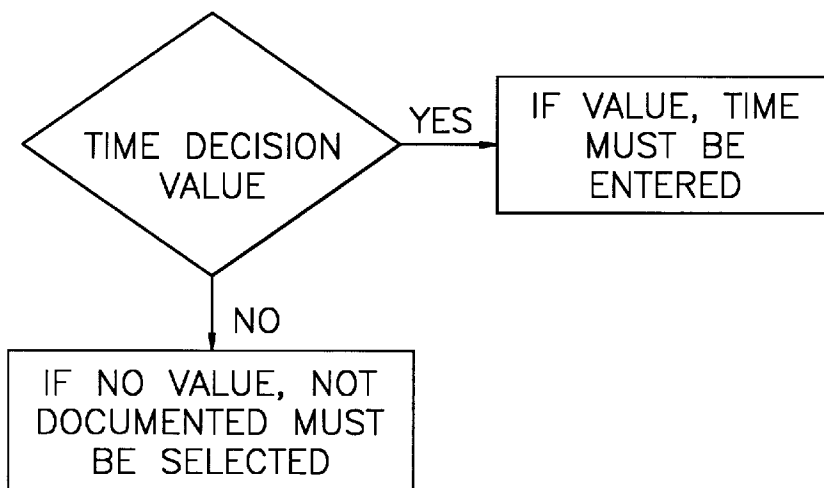 TIME DECISION
VALUE
YES
IF VALUE, TIME
MUST BE
ENTERED
NO
IF NO VALUE, NOT
DOCUMENTED MUST
BE SELECTED